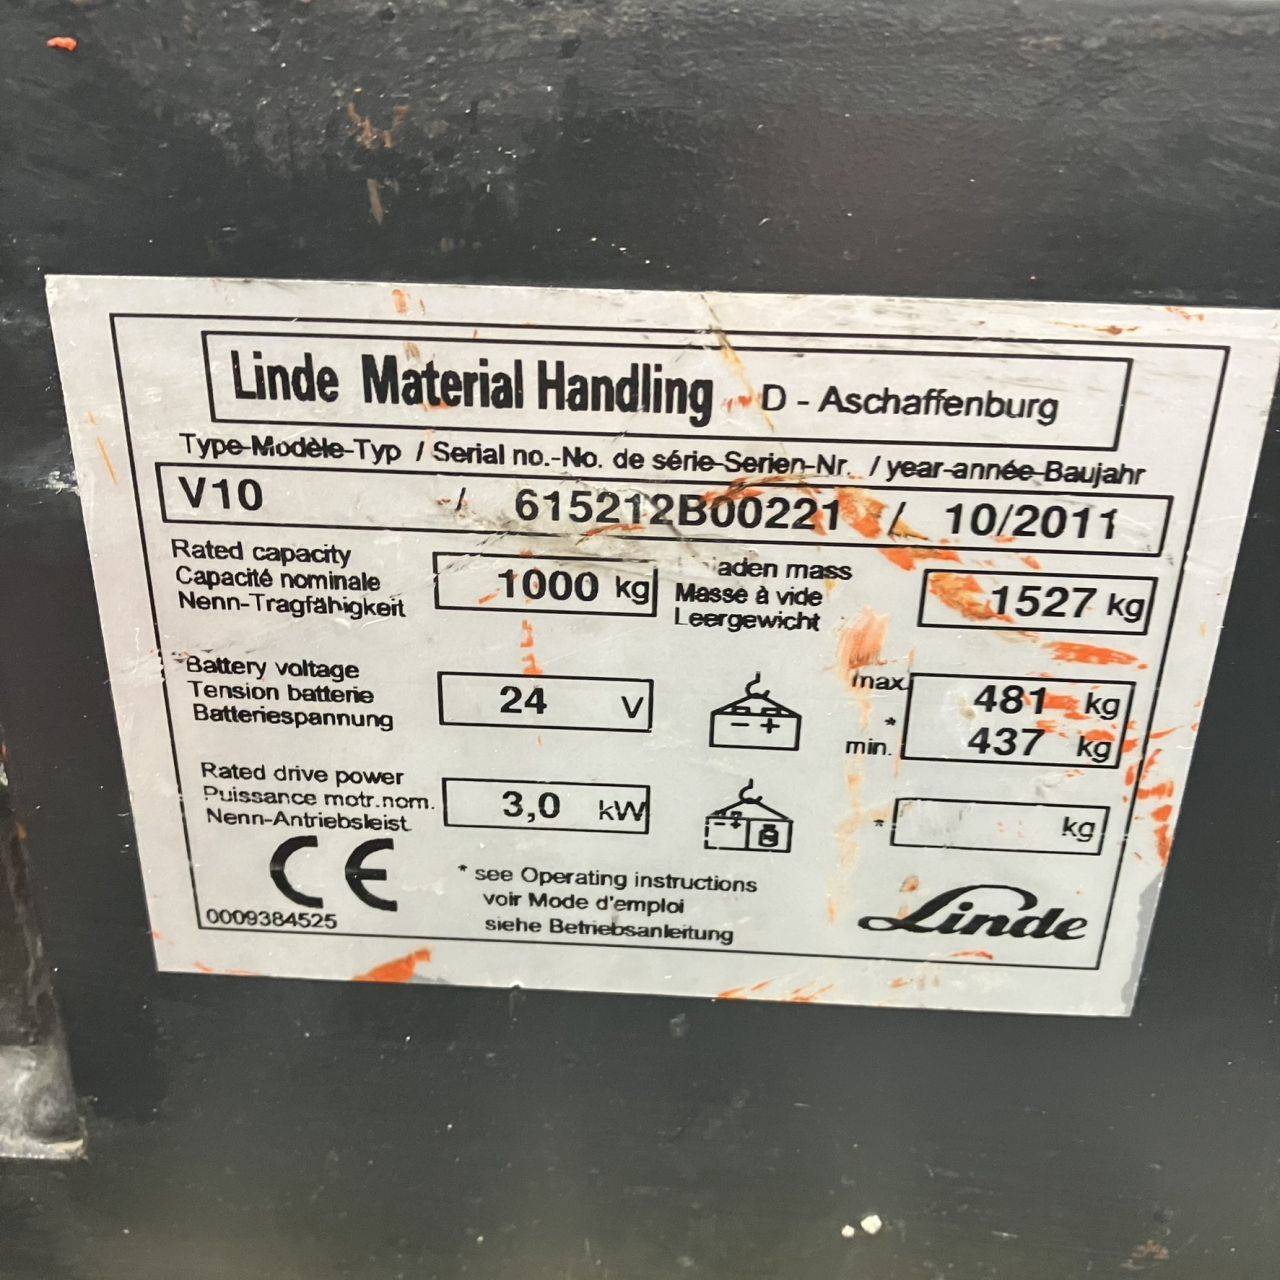 Linde Material Handling D - Aschaffenburg
Type-Modèle-Typ / Serial no.-No. de série-Serien-Nr. / year-année-Baujahr
V10 / 615212B00221 / 10/2011
Rated capacity
Capacité nominale
Nenn-Tragfähigkeit
1000 kg
aden mass
Masse à vide
Leergewicht
1527 kg
Battery voltage
Tension batterie
Batteriespannung
24 V
- +
max.
*
min.
481 kg
437 kg
Rated drive power
Puissance motr.nom.
Nenn-Antriebsleist.
3,0 kW
- +
*
kg
CE
0009384525
* see Operating instructions
voir Mode d'emploi
siehe Betriebsanleitung
Linde